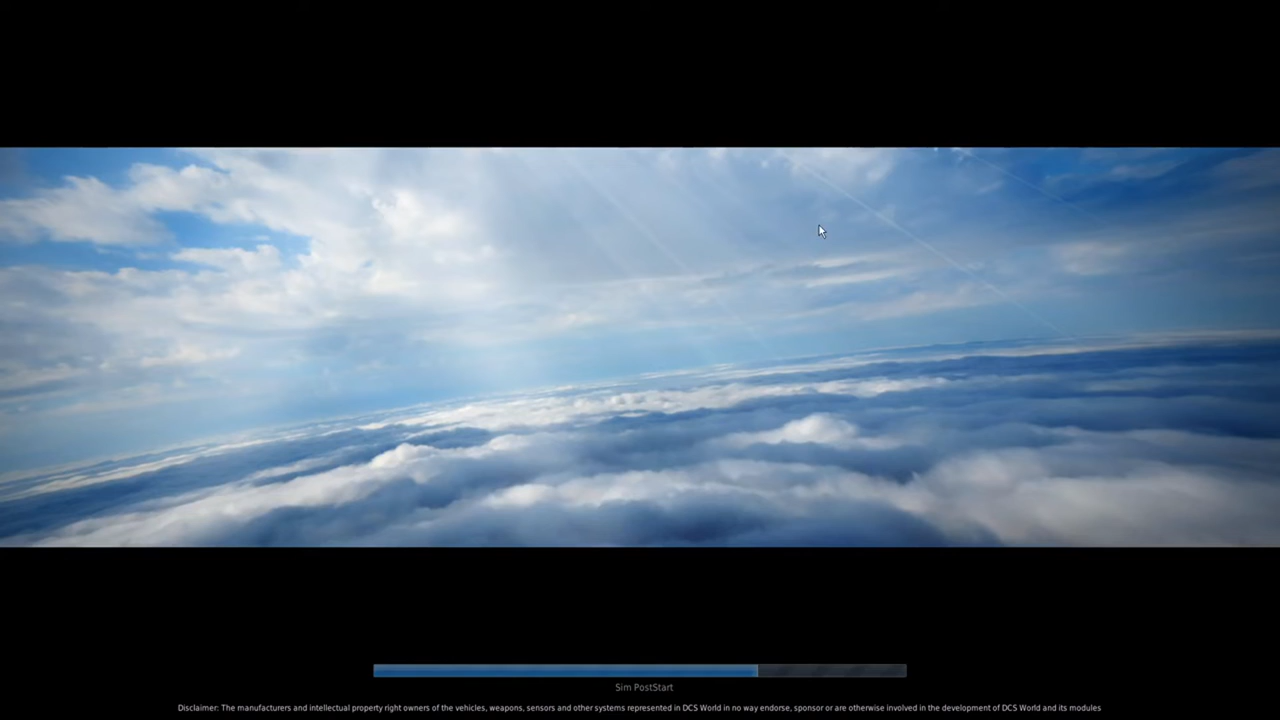 Sim PostStart
Disclaimer: The manufacturers and intellectual property right owners of the vehicles, weapons, sensors and other systems represented in DCS World in no way endorse, sponsor or are otherwise involved in the development of DCS World and its modules